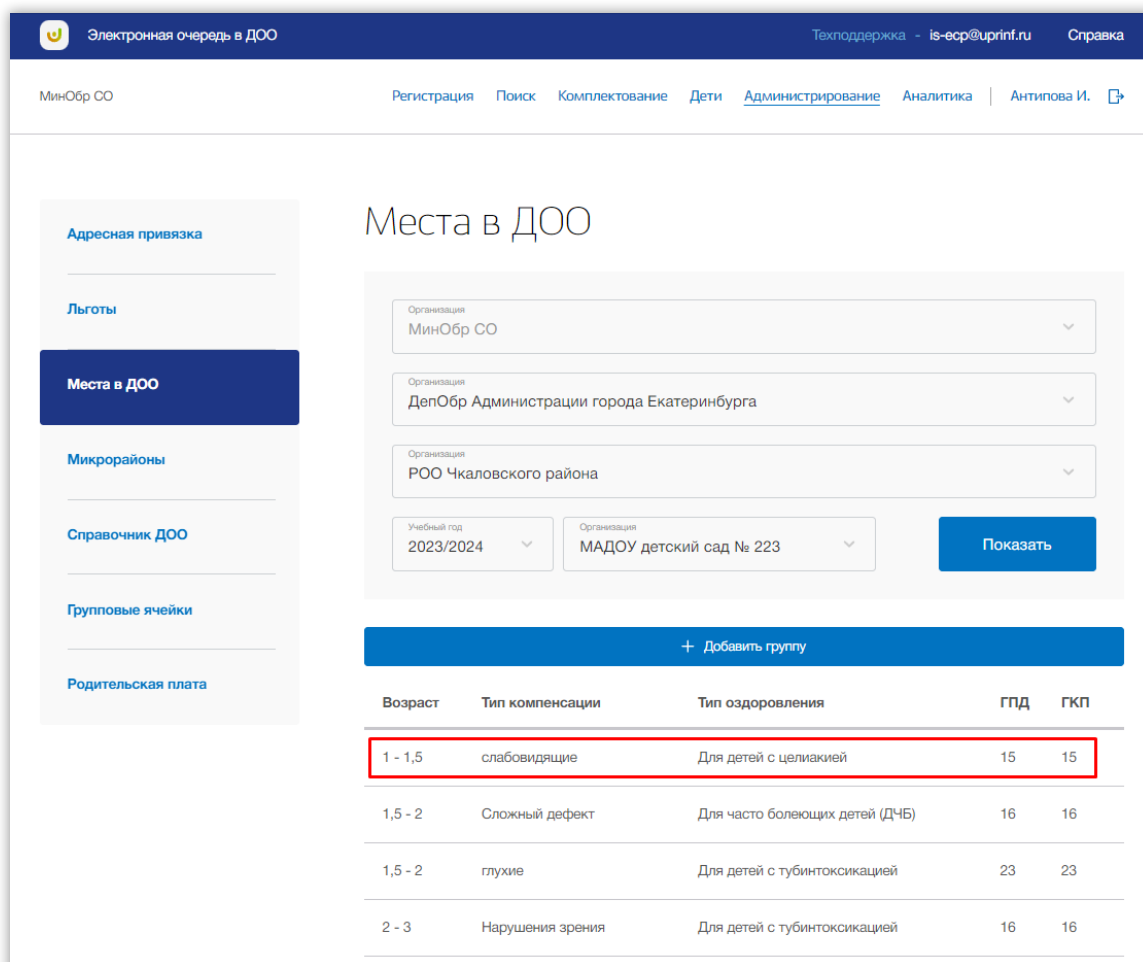 Электронная очередь в ДОО Техподдержка - is-ecp@uprinf.ru Справка
МинОбр СО Регистрация Поиск Комплектование Дети Администрирование Аналитика Антипова И.
Адресная привязка
Льготы
Места в ДОО
Микрорайоны
Справочник ДОО
Групповые ячейки
Родительская плата
Места в ДОО
Организация
МинОбр СО
Организация
ДепОбр Администрации города Екатеринбурга
Организация
РОО Чкаловского района
Учебный год Организация
2023/2024 МАДОУ детский сад № 223 Показать
+ Добавить группу
Возраст Тип компенсации Тип оздоровления ГПД ГКП
1 - 1,5 слабовидящие Для детей с целиакией 15 15
1,5 - 2 Сложный дефект Для часто болеющих детей (ДЧБ) 16 16
1,5 - 2 глухие Для детей с тубинтоксикацией 23 23
2 - 3 Нарушения зрения Для детей с тубинтоксикацией 16 16